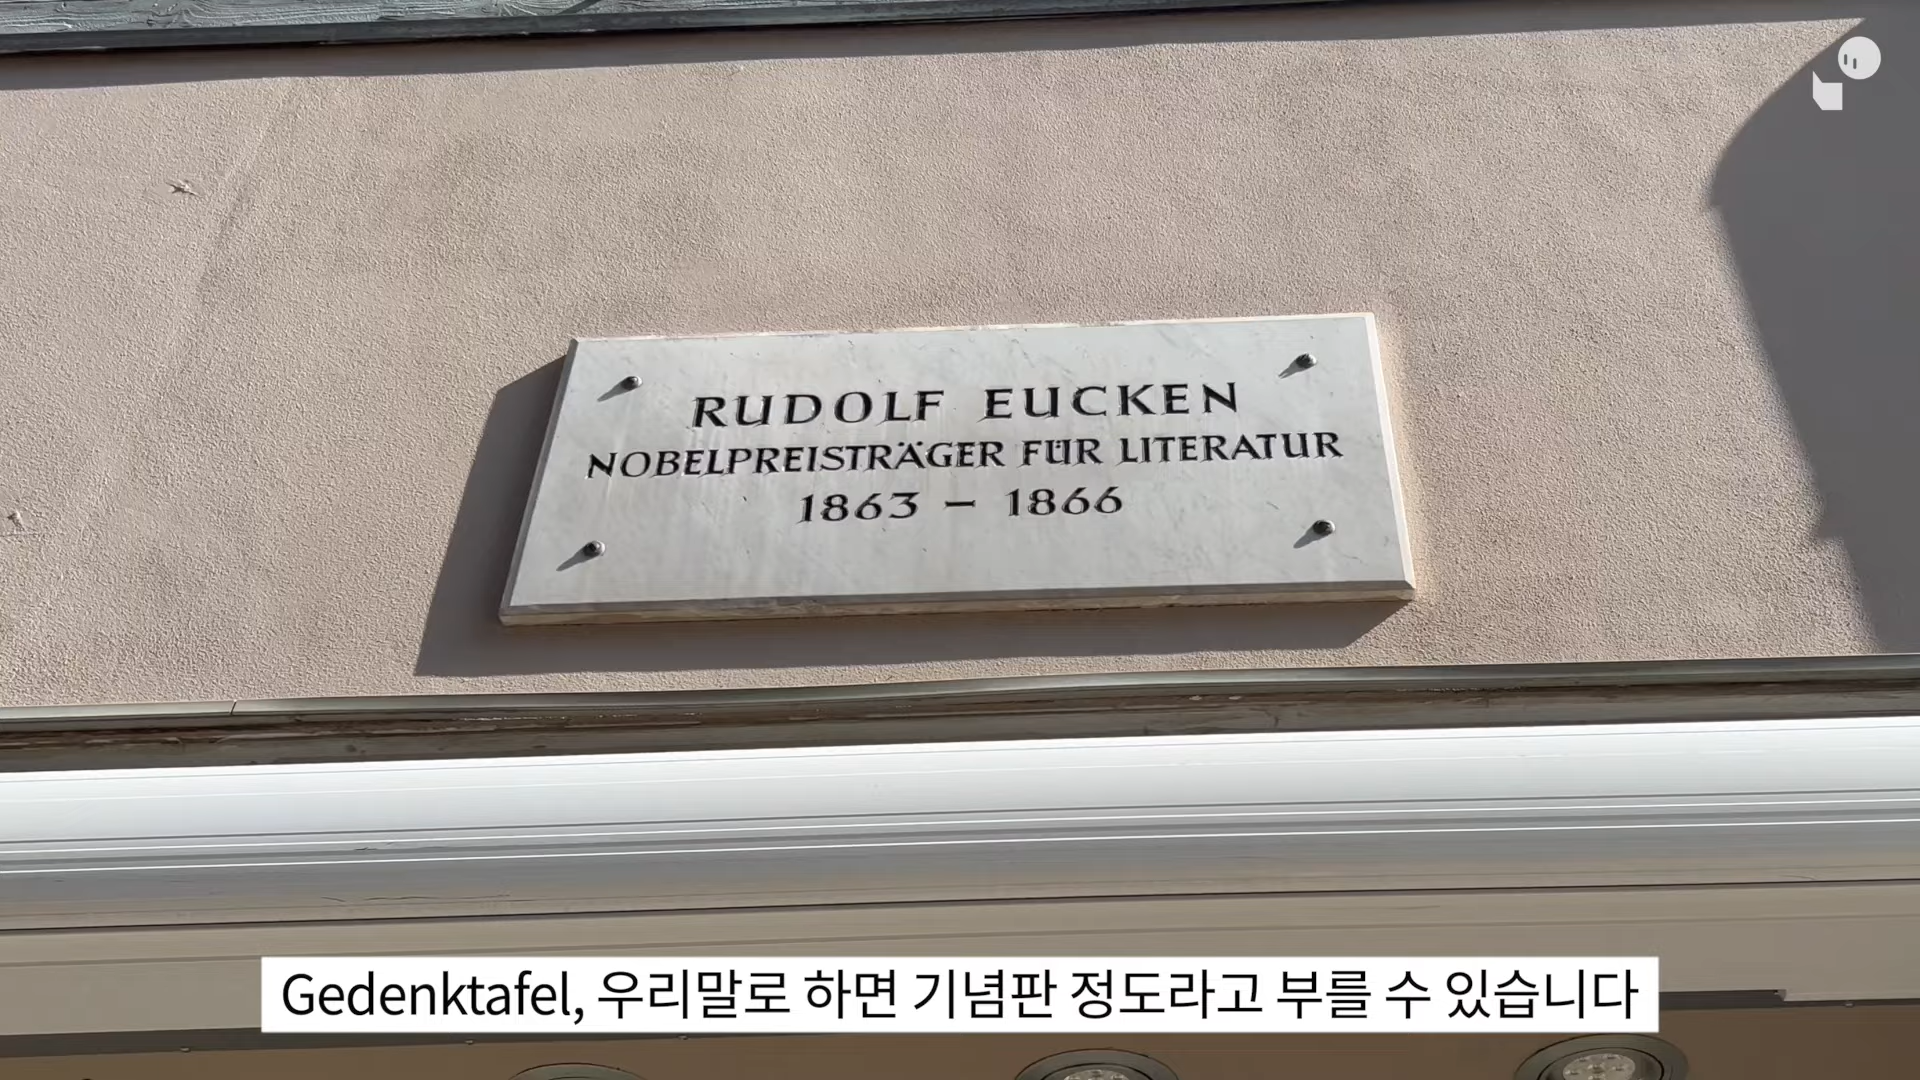 RUDOLF EUCKEN
NOBELPREISTRÄGER FÜR LITERATUR
1863 – 1866
Gedenktafel, 우리말로 하면 기념판 정도라고 부를 수 있습니다